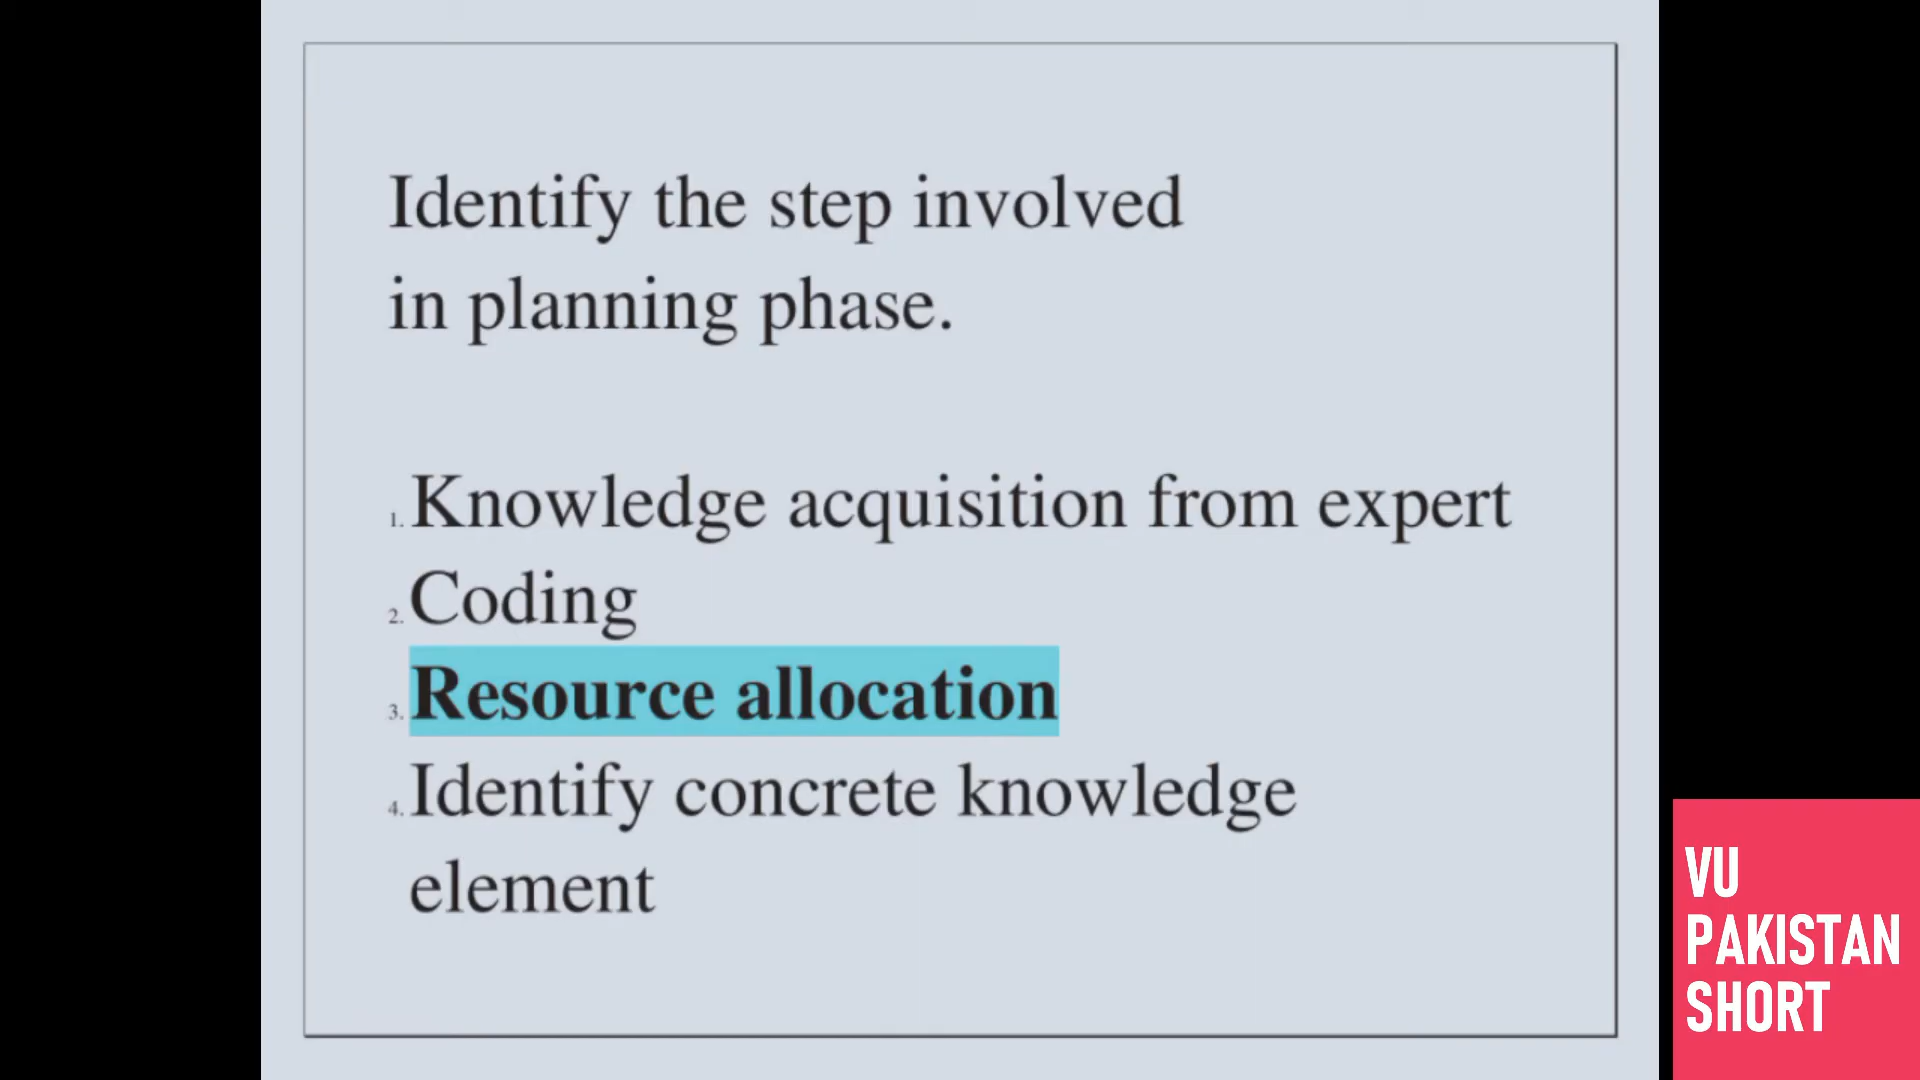 Identify the step involved
in planning phase.
1. Knowledge acquisition from expert
2. Coding
3. Resource allocation
4. Identify concrete knowledge
element
VU
PAKISTAN
SHORT